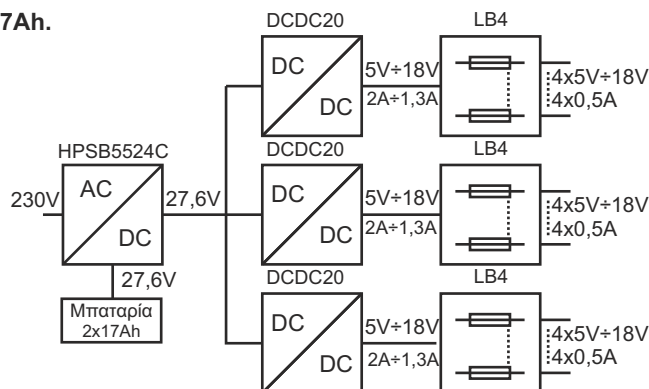 7Ah.
DCDC20
LB4
DC
DC
5V÷18V
2A÷1,3A
4x5V÷18V
4x0,5A
HPSB5524C
230V
AC
DC
27,6V
27,6V
Μπαταρία
2x17Ah
DCDC20
LB4
DC
DC
5V÷18V
2A÷1,3A
4x5V÷18V
4x0,5A
DCDC20
LB4
DC
DC
5V÷18V
2A÷1,3A
4x5V÷18V
4x0,5A